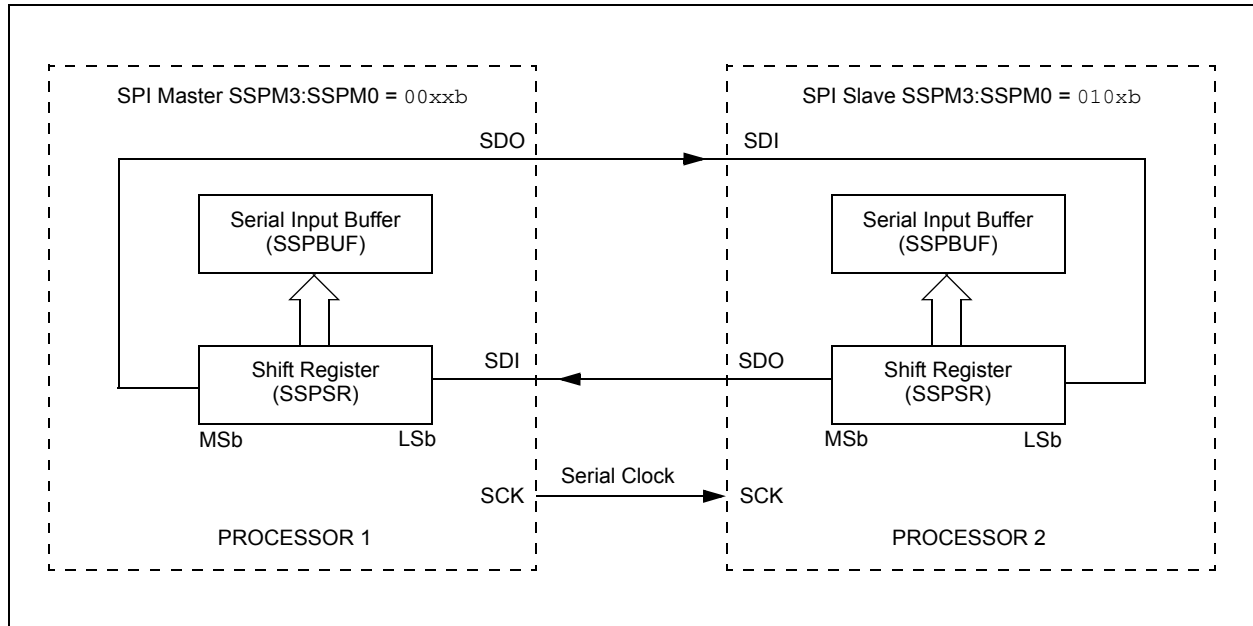 SPI Master SSPM3:SSPM0 = 00xxb
SDO
Serial Input Buffer
(SSPBUF)
Shift Register
(SSPSR)
MSb
LSb
SDI
SCK
PROCESSOR 1
Serial Clock
SPI Slave SSPM3:SSPM0 = 010xb
SDI
Serial Input Buffer
(SSPBUF)
SDO
Shift Register
(SSPSR)
MSb
LSb
SCK
PROCESSOR 2